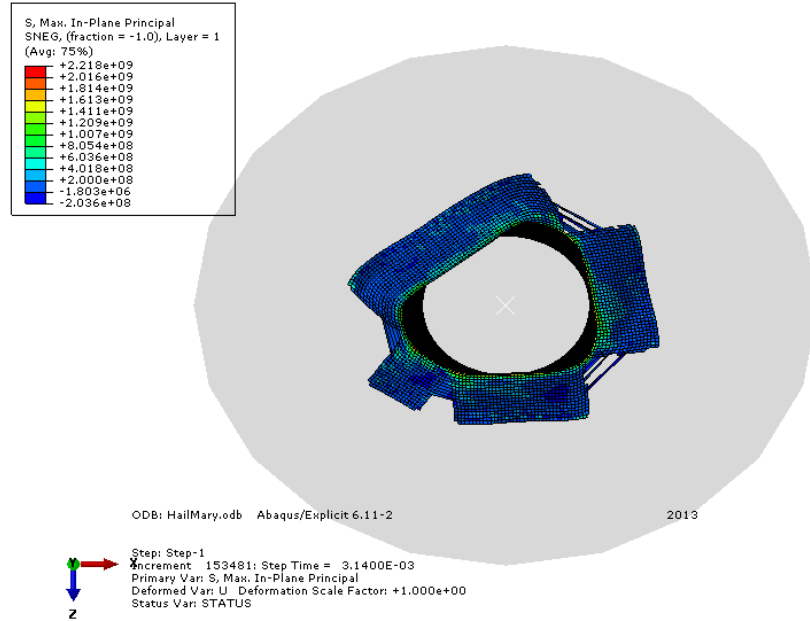 S, Max. In-Plane Principal
SNEG, (fraction = -1.0), Layer = 1
(Avg: 75%)
+2.218e+09
+2.016e+09
+1.814e+09
+1.613e+09
+1.411e+09
+1.209e+09
+1.007e+09
+8.054e+08
+6.036e+08
+4.018e+08
+2.000e+08
-1.803e+06
-2.036e+08
ODB: HailMary.odb Abaqus/Explicit 6.11-2 2013
Step: Step-1
Increment 153481: Step Time = 3.1400E-03
Primary Var: S, Max. In-Plane Principal
Deformed Var: U Deformation Scale Factor: +1.000e+00
Status Var: STATUS
Y
X
Z